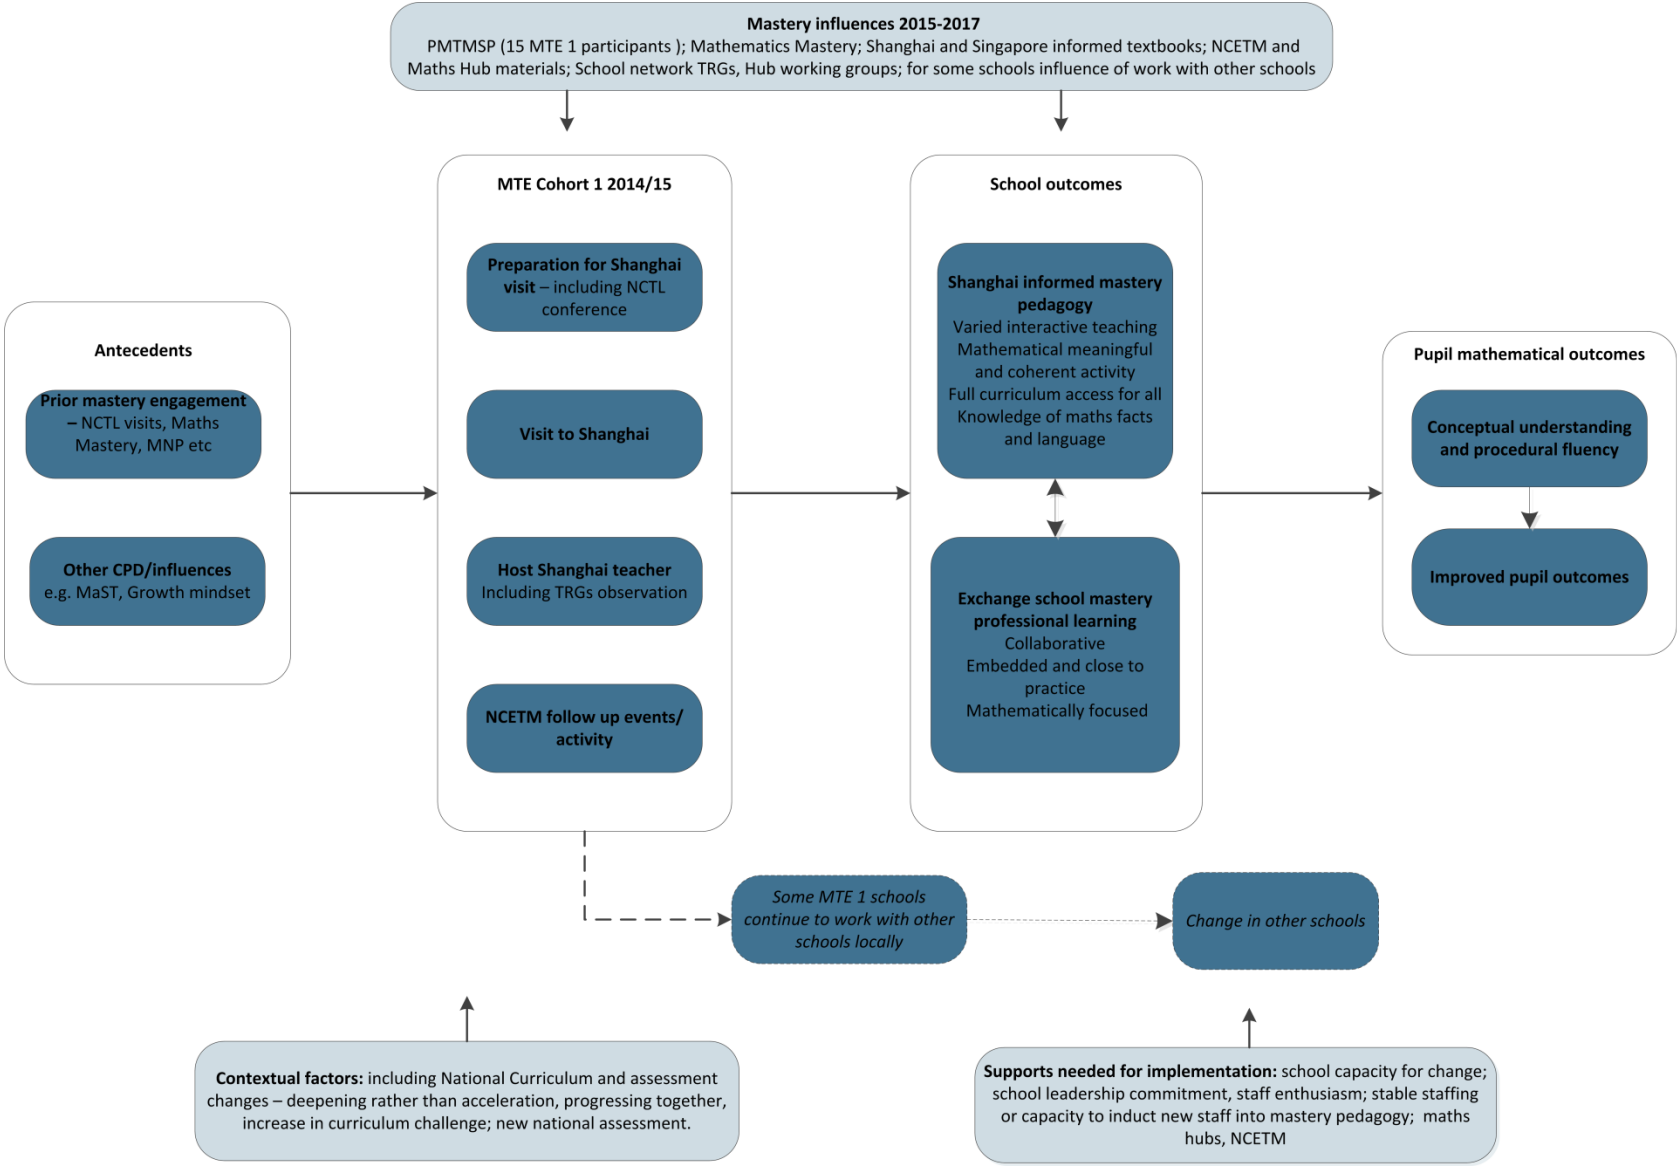 Mastery influences 2015-2017
PMTMSP (15 MTE 1 participants ); Mathematics Mastery; Shanghai and Singapore informed textbooks; NCETM and
Maths Hub materials; School network TRGs, Hub working groups; for some schools influence of work with other schools
Antecedents
Prior mastery engagement
– NCTL visits, Maths
Mastery, MNP etc
Other CPD/influences
e.g. MaST, Growth mindset
MTE Cohort 1 2014/15
Preparation for Shanghai
visit – including NCTL
conference
Visit to Shanghai
Host Shanghai teacher
Including TRGs observation
NCETM follow up events/
activity
School outcomes
Shanghai informed mastery
pedagogy
Varied interactive teaching
Mathematical meaningful
and coherent activity
Full curriculum access for all
Knowledge of maths facts
and language
Exchange school mastery
professional learning
Collaborative
Embedded and close to
practice
Mathematically focused
Pupil mathematical outcomes
Conceptual understanding
and procedural fluency
Improved pupil outcomes
Some MTE 1 schools
continue to work with other
schools locally
Change in other schools
Contextual factors: including National Curriculum and assessment
changes – deepening rather than acceleration, progressing together,
increase in curriculum challenge; new national assessment.
Supports needed for implementation: school capacity for change;
school leadership commitment, staff enthusiasm; stable staffing
or capacity to induct new staff into mastery pedagogy; maths
hubs, NCETM